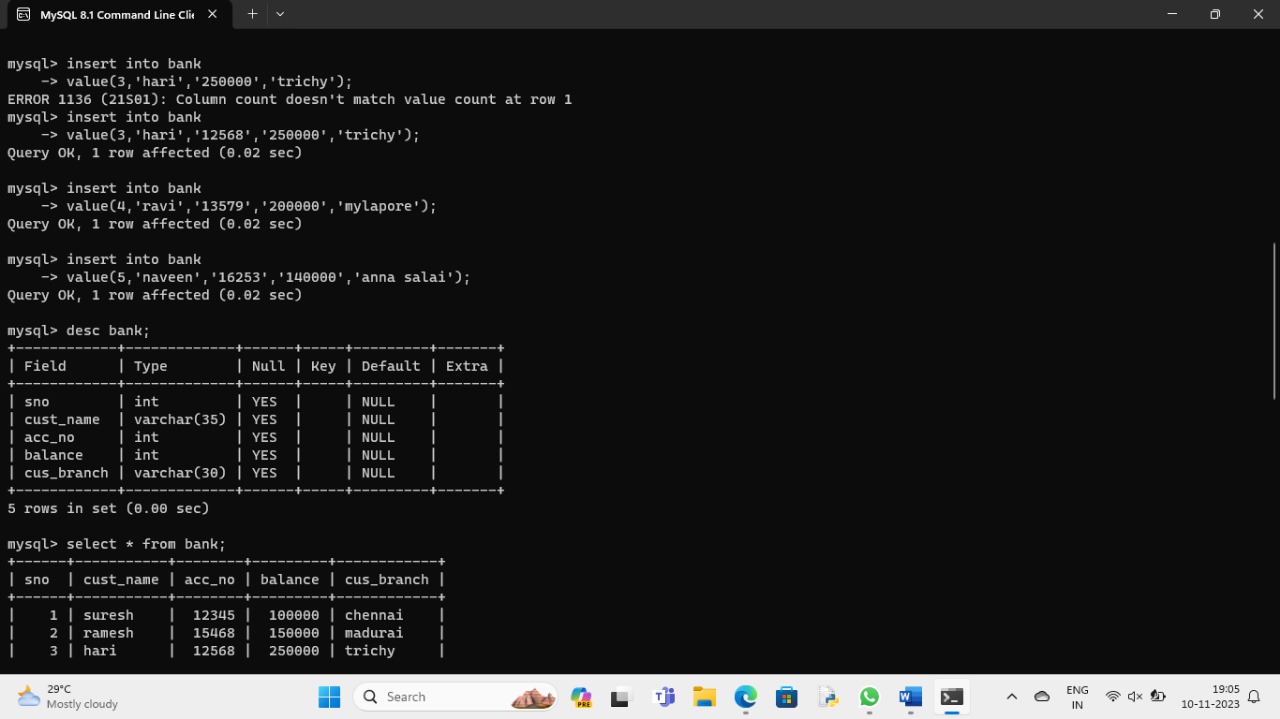 MySQL 8.1 Command Line Clie
mysql> insert into bank
    -> value(3,'hari','250000','trichy');
ERROR 1136 (21S01): Column count doesn't match value count at row 1
mysql> insert into bank
    -> value(3,'hari','12568','250000','trichy');
Query OK, 1 row affected (0.02 sec)
mysql> insert into bank
    -> value(4,'ravi','13579','200000','mylapore');
Query OK, 1 row affected (0.02 sec)
mysql> insert into bank
    -> value(5,'naveen','16253','140000','anna salai');
Query OK, 1 row affected (0.02 sec)
mysql> desc bank;
+------------+-------------+------+-----+---------+-------+
| Field      | Type        | Null | Key | Default | Extra |
+------------+-------------+------+-----+---------+-------+
| sno        | int         | YES  |     | NULL    |       |
| cust_name  | varchar(35) | YES  |     | NULL    |       |
| acc_no     | int         | YES  |     | NULL    |       |
| balance    | int         | YES  |     | NULL    |       |
| cus_branch | varchar(30) | YES  |     | NULL    |       |
+------------+-------------+------+-----+---------+-------+
5 rows in set (0.00 sec)
mysql> select * from bank;
+------+-----------+--------+---------+------------+
| sno  | cust_name | acc_no | balance | cus_branch |
+------+-----------+--------+---------+------------+
|    1 | suresh    |  12345 |  100000 | chennai    |
|    2 | ramesh    |  15468 |  150000 | madurai    |
|    3 | hari      |  12568 |  250000 | trichy     |
29°C
Mostly cloudy
Search
PRE
ENG
IN
19:05
10-11-2023